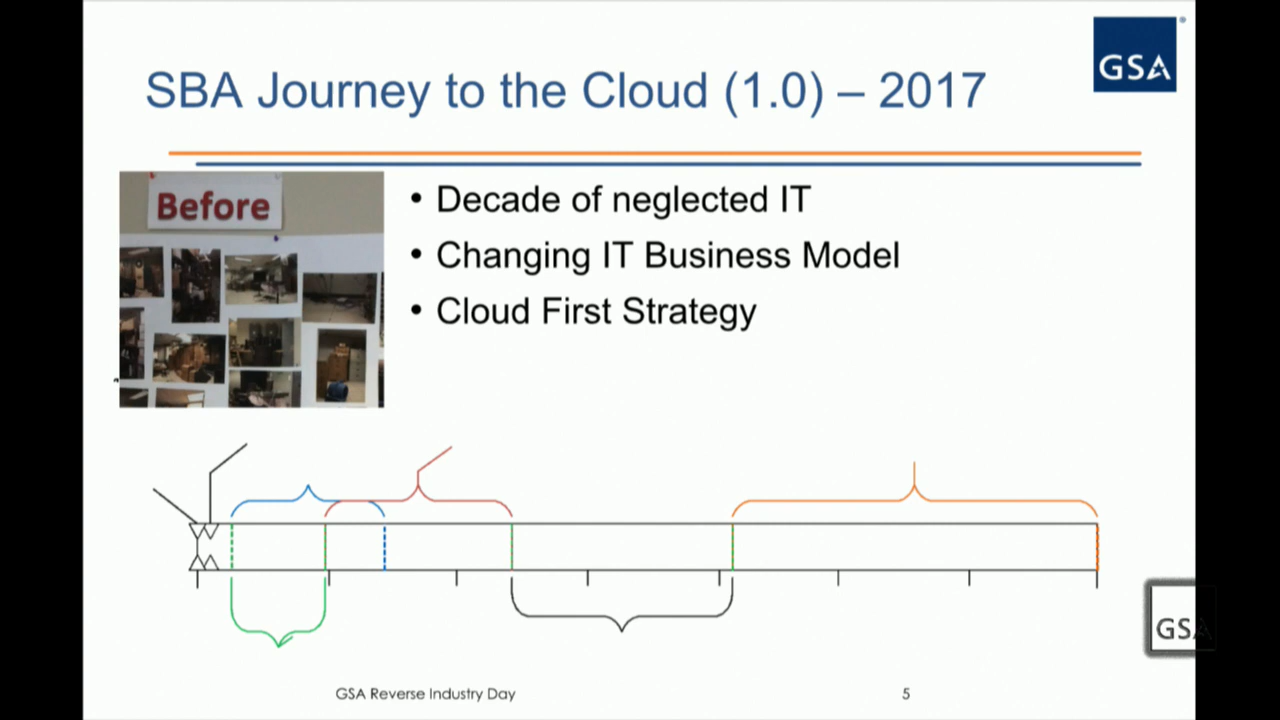 GSA
SBA Journey to the Cloud (1.0) – 2017
Before
• Decade of neglected IT
• Changing IT Business Model
• Cloud First Strategy
GSA
GSA Reverse Industry Day
5